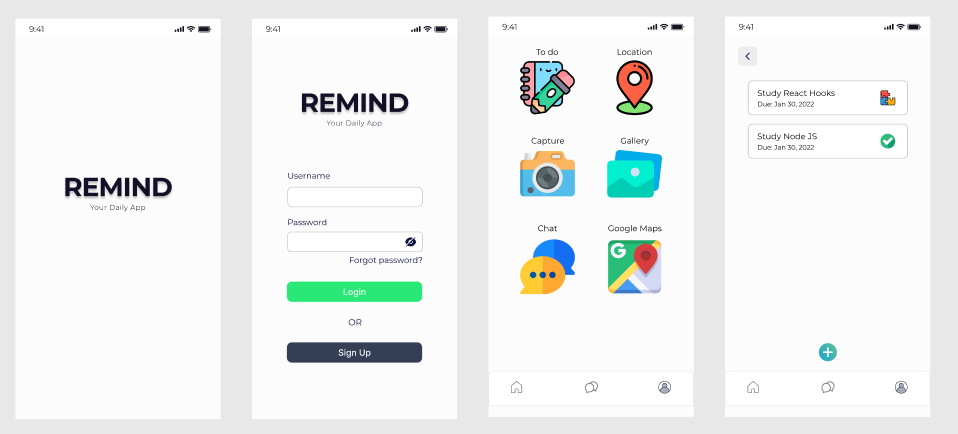 9:41
REMIND
Your Daily App
9:41
REMIND
Your Daily App
Username
Password
Forgot password?
Login
OR
Sign Up
9:41
To do
Location
Capture
Gallery
Chat
Google Maps
G
9:41
Study React Hooks
Due: Jan 30, 2022
Study Node JS
Due: Jan 30, 2022